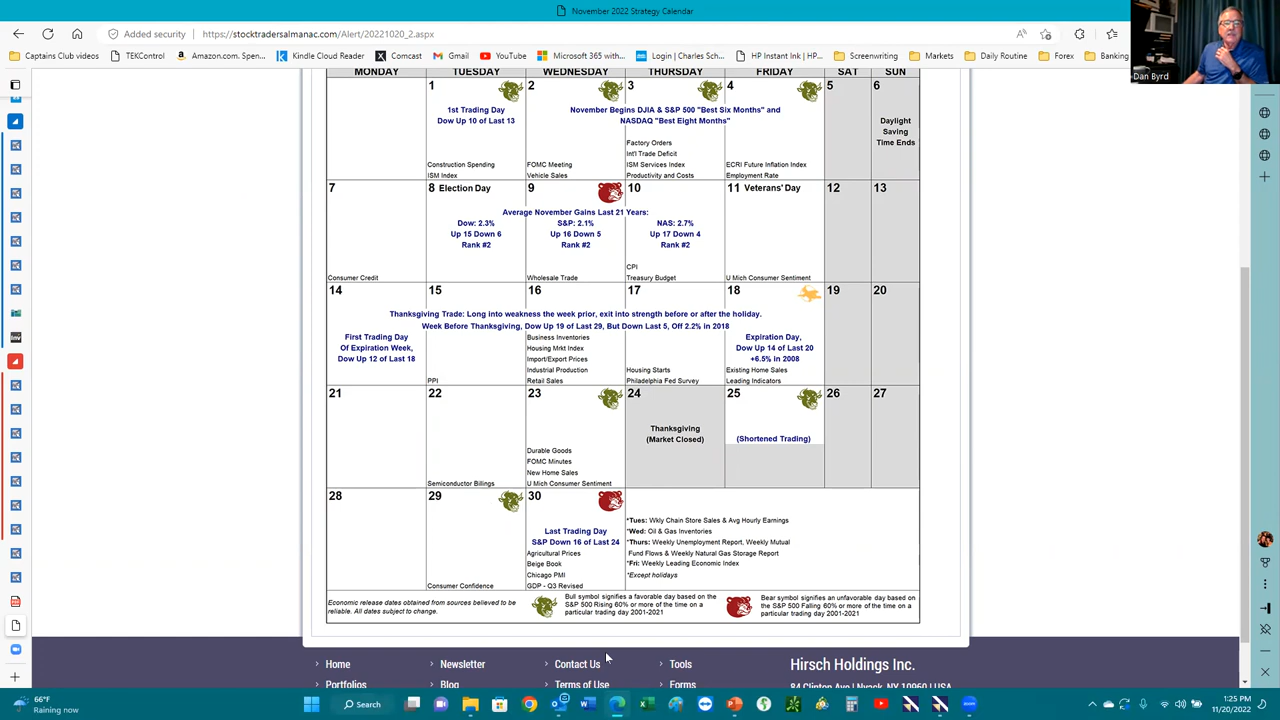 November 2022 Strategy Calendar
Added security
https://stocktradersalmanac.com/Alert/20221020_2.aspx
Captains Club videos
TEKControl
Amazon.com. Spen...
Kindle Cloud Reader
Comcast
Gmail
YouTube
Microsoft 365 with...
Login | Charles Sch...
HP Instant Ink | HP...
Screenwriting
Markets
Daily Routine
Forex
Banking
Dan Byrd
MONDAY TUESDAY WEDNESDAY THURSDAY FRIDAY SAT SUN
1 2 3 4 5 6
1st Trading Day
Dow Up 10 of Last 13
November Begins DJIA & S&P 500 "Best Six Months" and
NASDAQ "Best Eight Months"
Daylight
Saving
Time Ends
Construction Spending
ISM Index
FOMC Meeting
Vehicle Sales
Factory Orders
Int'l Trade Deficit
ISM Services Index
Productivity and Costs
ECRI Future Inflation Index
Employment Rate
7 8 Election Day 9 10 11 Veterans' Day 12 13
Average November Gains Last 21 Years:
Dow: 2.3%
Up 15 Down 6
Rank #2
S&P: 2.1%
Up 16 Down 5
Rank #2
NAS: 2.7%
Up 17 Down 4
Rank #2
Consumer Credit
Wholesale Trade
CPI
Treasury Budget
U Mich Consumer Sentiment
14 15 16 17 18 19 20
Thanksgiving Trade: Long into weakness the week prior, exit into strength before or after the holiday.
Week Before Thanksgiving, Dow Up 19 of Last 29, But Down Last 5, Off 2.2% in 2018
First Trading Day
Of Expiration Week,
Dow Up 12 of Last 18
PPI
Business Inventories
Housing Mrkt Index
Import/Export Prices
Industrial Production
Retail Sales
Housing Starts
Philadelphia Fed Survey
Expiration Day,
Dow Up 14 of Last 20
+6.5% in 2008
Existing Home Sales
Leading Indicators
21 22 23 24 25 26 27
Semiconductor Billings
Durable Goods
FOMC Minutes
New Home Sales
U Mich Consumer Sentiment
Thanksgiving
(Market Closed)
(Shortened Trading)
28 29 30
Consumer Confidence
Last Trading Day
S&P Down 16 of Last 24
Agricultural Prices
Beige Book
Chicago PMI
GDP - Q3 Revised
*Tues: Wkly Chain Store Sales & Avg Hourly Earnings
*Wed: Oil & Gas Inventories
*Thurs: Weekly Unemployment Report, Weekly Mutual
Fund Flows & Weekly Natural Gas Storage Report
*Fri: Weekly Leading Economic Index
*Except holidays
Economic release dates obtained from sources believed to be
reliable. All dates subject to change.
Bull symbol signifies a favorable day based on the
S&P 500 Rising 60% or more of the time on a
particular trading day 2001-2021
Bear symbol signifies an unfavorable day based on
the S&P 500 Falling 60% or more of the time on a
particular trading day 2001-2021
Home
Newsletter
Contact Us
Tools
Hirsch Holdings Inc.
Portfolios
Blog
Terms of Use
Forms
84 Clinton Ave | Nyack, NY 10960 | USA
66°F
Raining now
Search
1:25 PM
11/20/2022